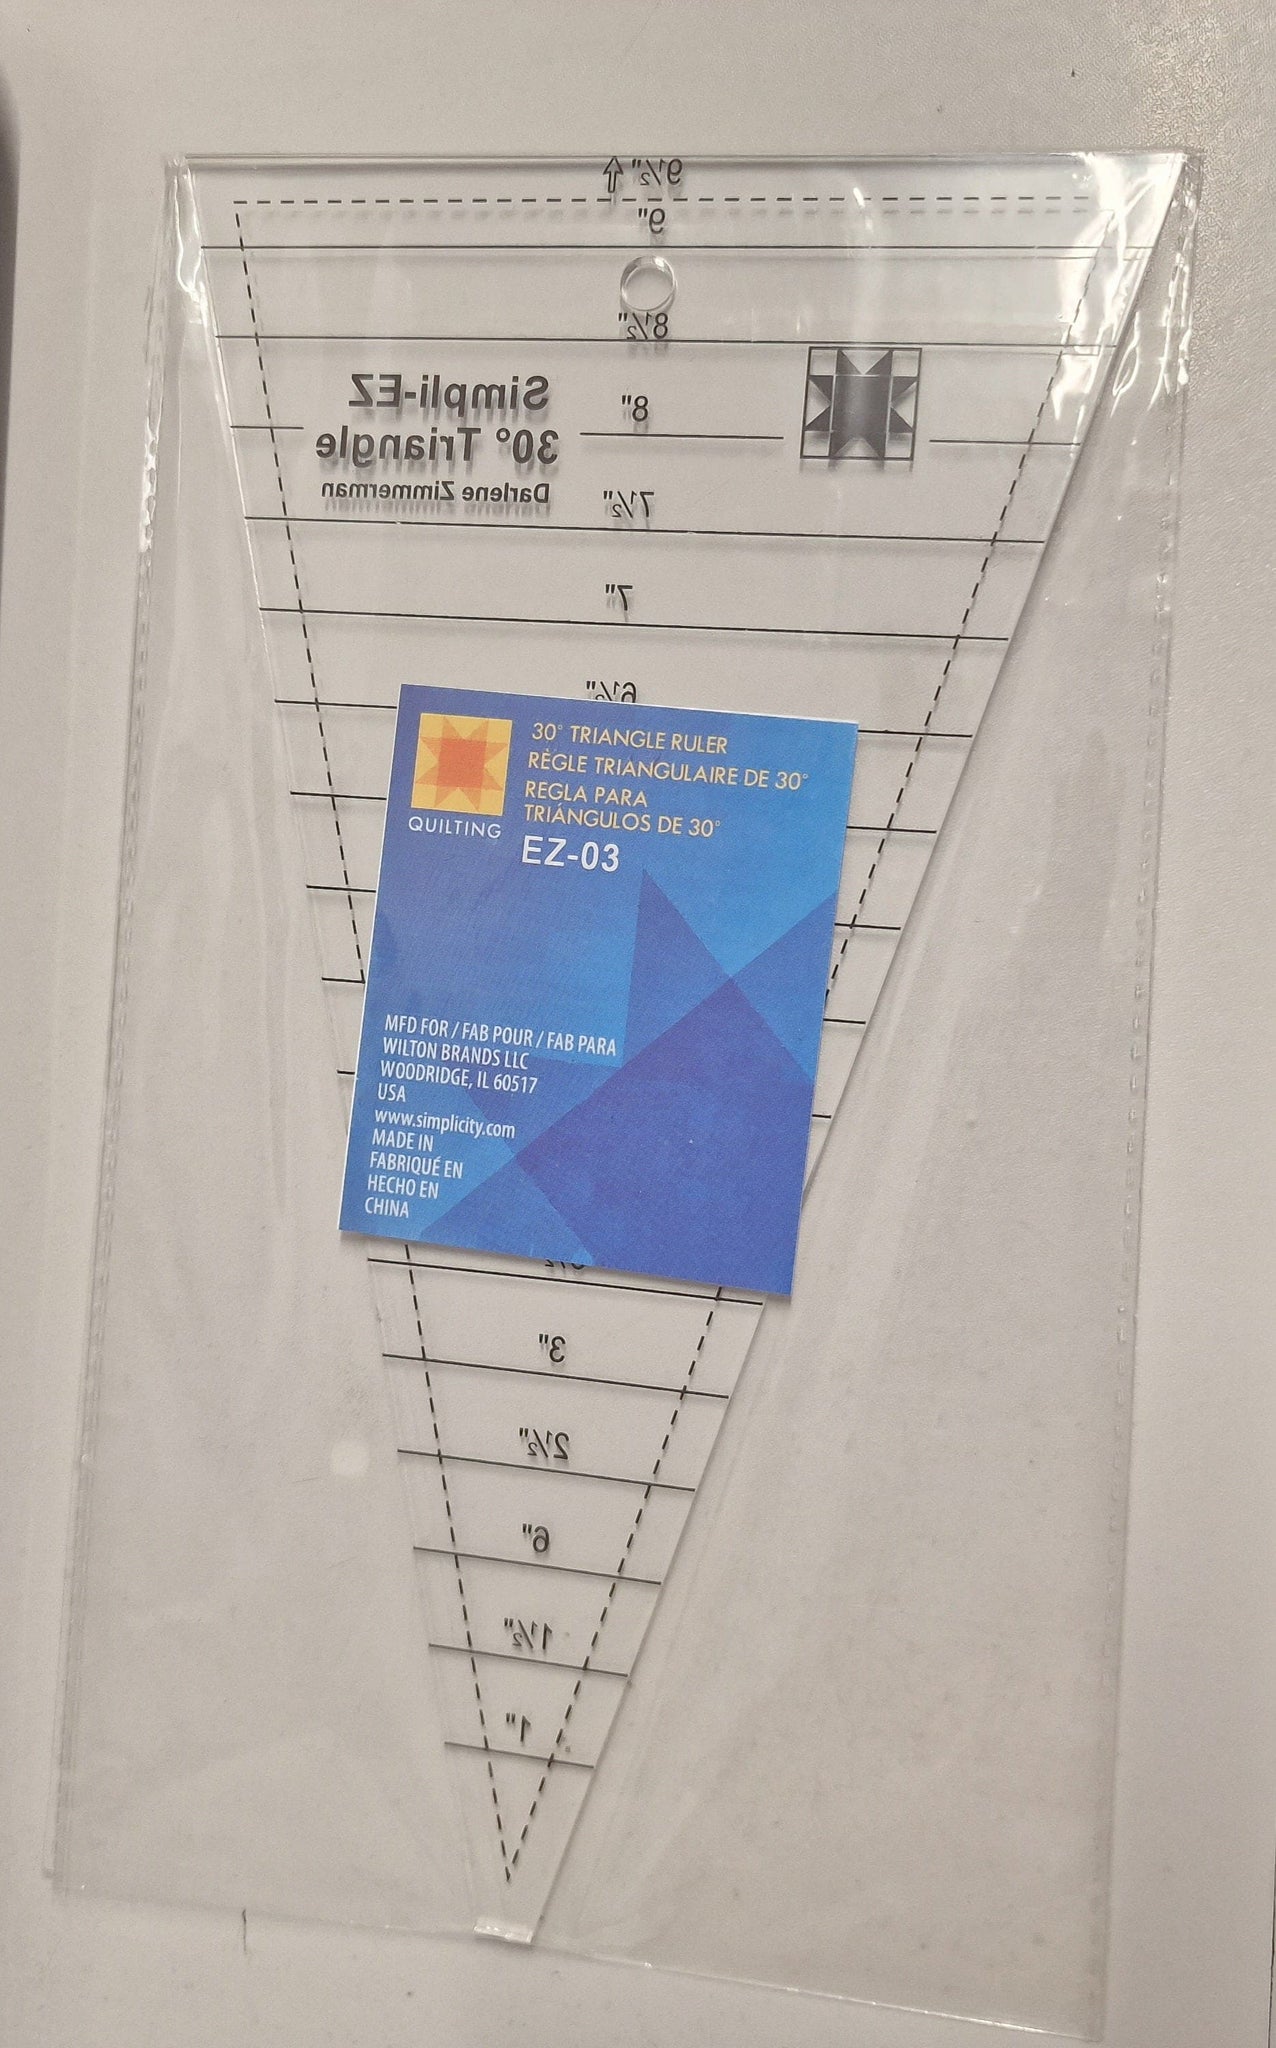 9½"
9"
8½"
Simpli-EZ
8"
30° Triangle
Darlene Zimmerman
7½"
7"
6½"
30° TRIANGLE RULER
RÈGLE TRIANGULAIRE DE 30°
REGLA PARA
TRIÁNGULOS DE 30°
QUILTING
EZ-03
MFD FOR / FAB POUR / FAB PARA
WILTON BRANDS LLC
WOODRIDGE, IL 60517
USA
www.simplicity.com
MADE IN
FABRIQUÉ EN
HECHO EN
CHINA
3"
2½"
6"
1½"
1"